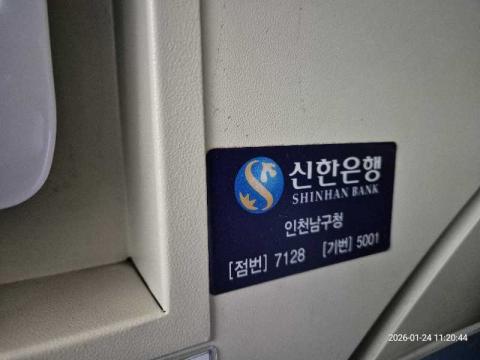 신한은행
SHINHAN BANK
인천남구청
[점번] 7128 [기번] 5001
2026-01-24 11:20:44